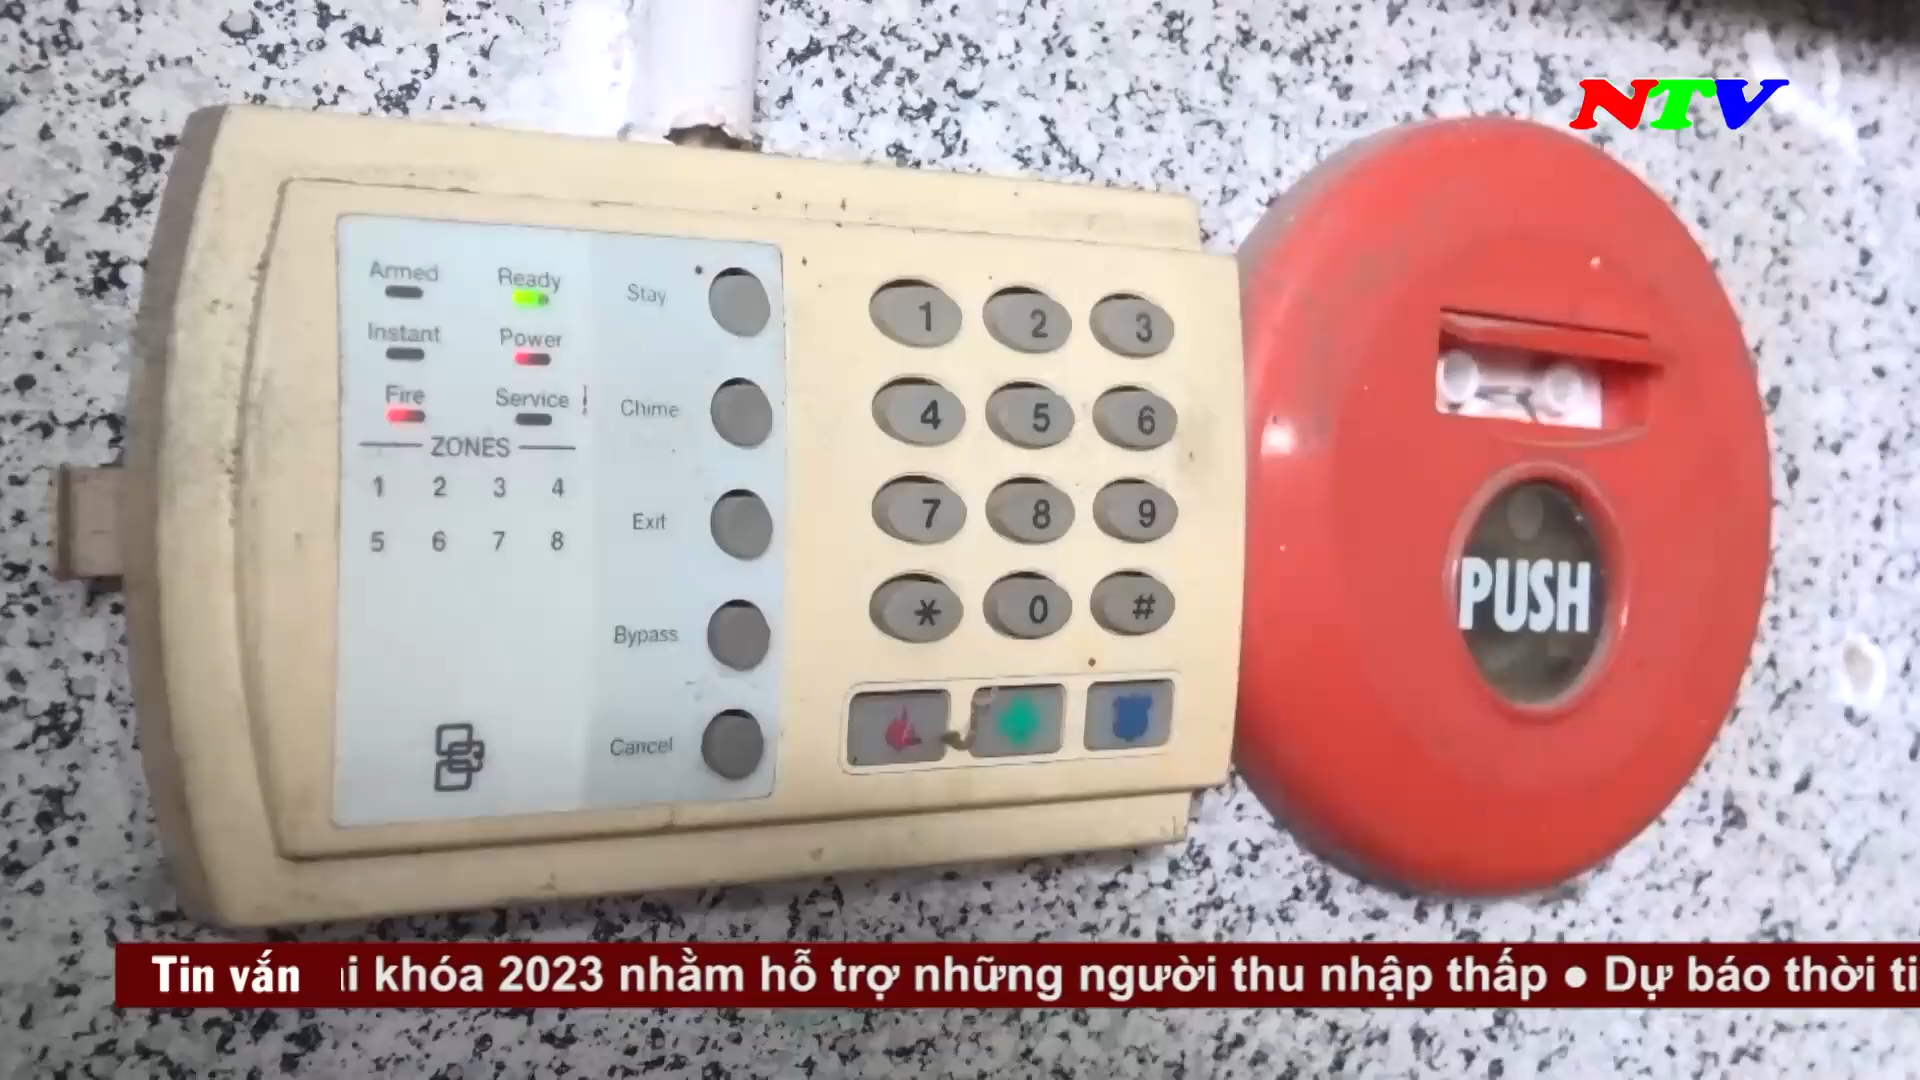 NTV
Armed Ready
Instant Power
Fire Service
ZONES
1 2 3 4
5 6 7 8
Stay
Chime
Exit
Bypass
Cancel
1 2 3
4 5 6
7 8 9
* 0 #
PUSH
Tin vắn khóa 2023 nhằm hỗ trợ những người thu nhập thấp ● Dự báo thời